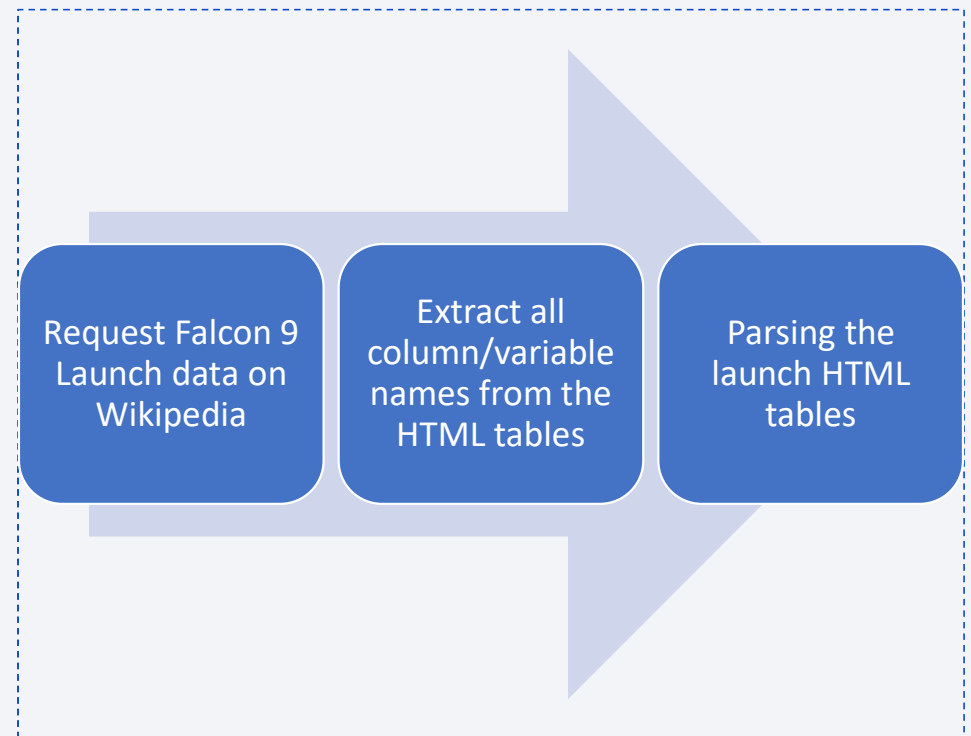 Request Falcon 9
Launch data on
Wikipedia
Extract all
column/variable
names from the
HTML tables
Parsing the
launch HTML
tables